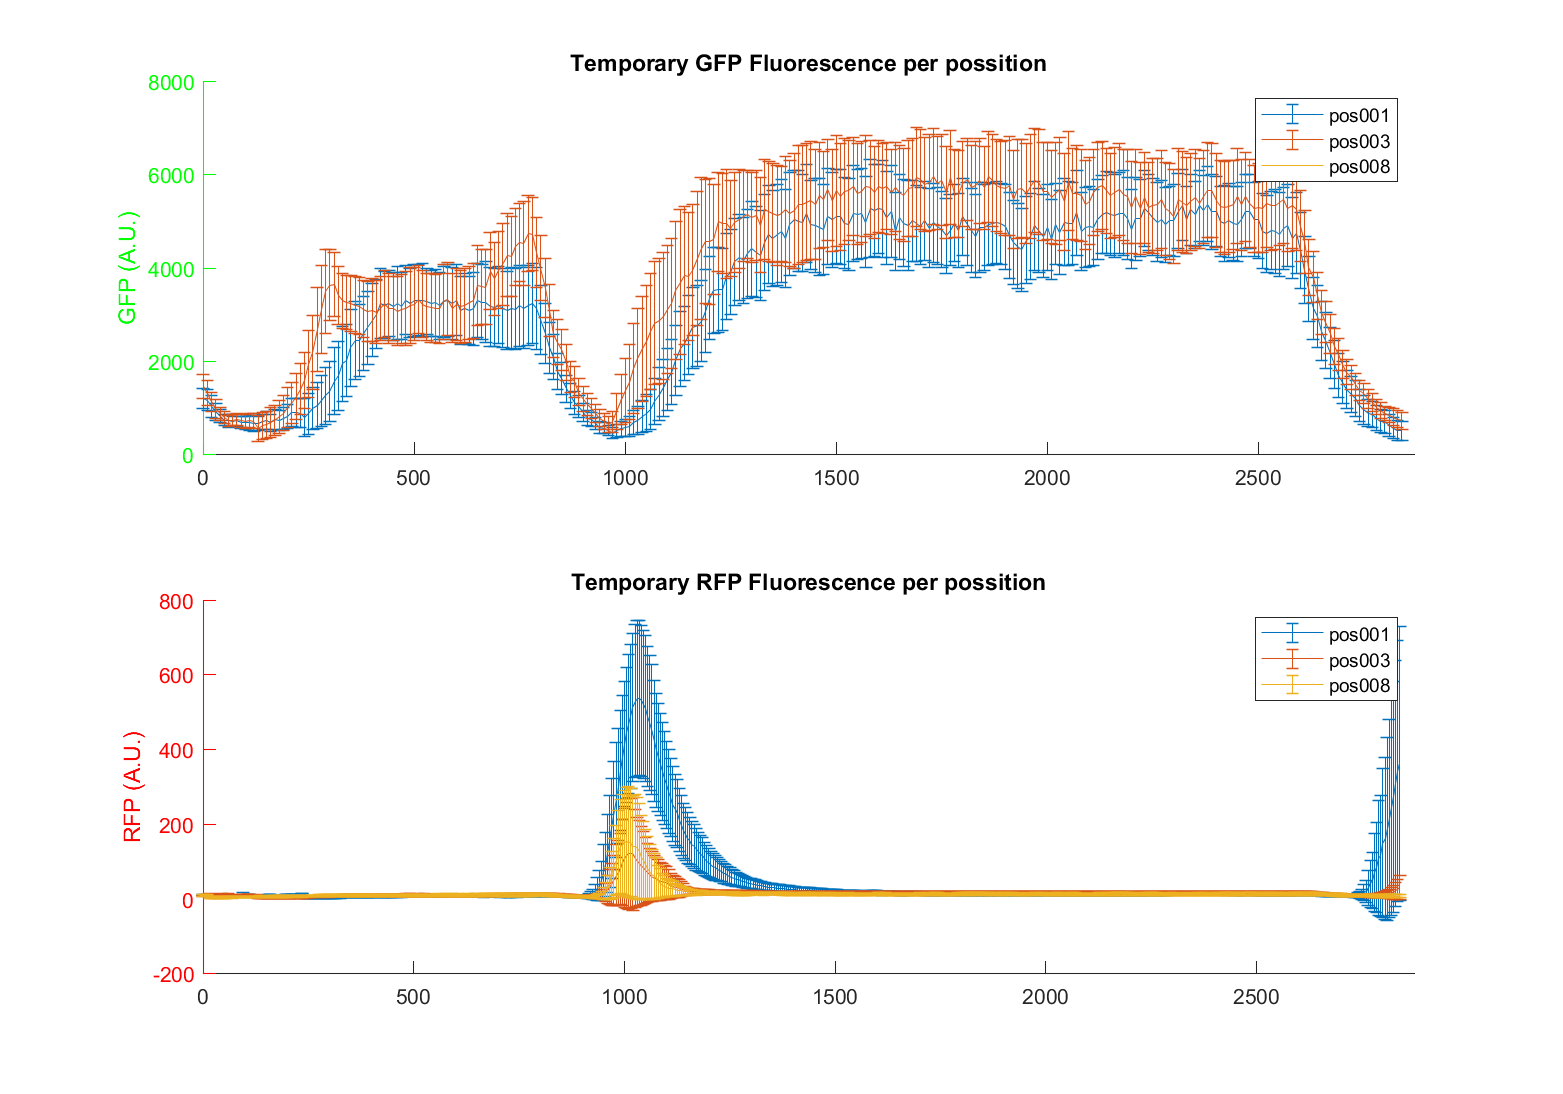 Temporary GFP Fluorescence per possition
GFP (A.U.)
8000
6000
4000
2000
0
0 500 1000 1500 2000 2500
pos001
pos003
pos008
Temporary RFP Fluorescence per possition
RFP (A.U.)
800
600
400
200
0
-200
0 500 1000 1500 2000 2500
pos001
pos003
pos008